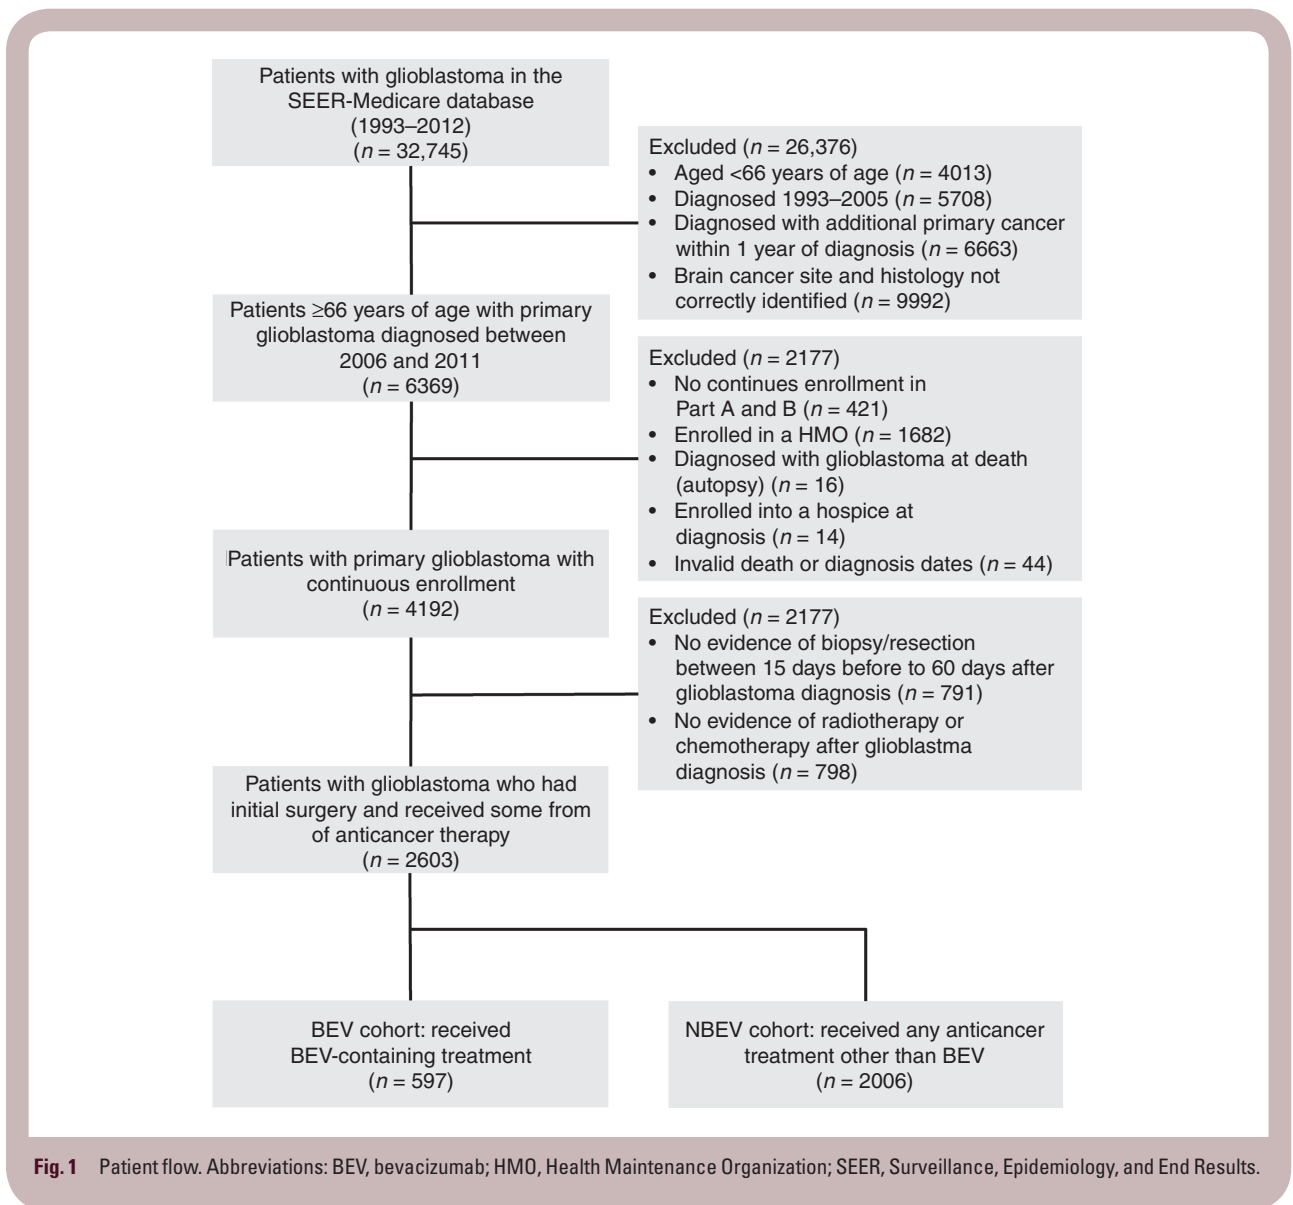 Patients with glioblastoma in the
SEER-Medicare database
(1993–2012)
(n = 32,745)
Excluded (n = 26,376)
• Aged <66 years of age (n = 4013)
• Diagnosed 1993–2005 (n = 5708)
• Diagnosed with additional primary cancer
within 1 year of diagnosis (n = 6663)
• Brain cancer site and histology not
correctly identified (n = 9992)
Patients ≥66 years of age with primary
glioblastoma diagnosed between
2006 and 2011
(n = 6369)
Excluded (n = 2177)
• No continues enrollment in
Part A and B (n = 421)
• Enrolled in a HMO (n = 1682)
• Diagnosed with glioblastoma at death
(autopsy) (n = 16)
• Enrolled into a hospice at
diagnosis (n = 14)
• Invalid death or diagnosis dates (n = 44)
Patients with primary glioblastoma with
continuous enrollment
(n = 4192)
Excluded (n = 2177)
• No evidence of biopsy/resection
between 15 days before to 60 days after
glioblastoma diagnosis (n = 791)
• No evidence of radiotherapy or
chemotherapy after glioblastma
diagnosis (n = 798)
Patients with glioblastoma who had
initial surgery and received some from
of anticancer therapy
(n = 2603)
BEV cohort: received
BEV-containing treatment
(n = 597)
NBEV cohort: received any anticancer
treatment other than BEV
(n = 2006)
Fig. 1 Patient flow. Abbreviations: BEV, bevacizumab; HMO, Health Maintenance Organization; SEER, Surveillance, Epidemiology, and End Results.